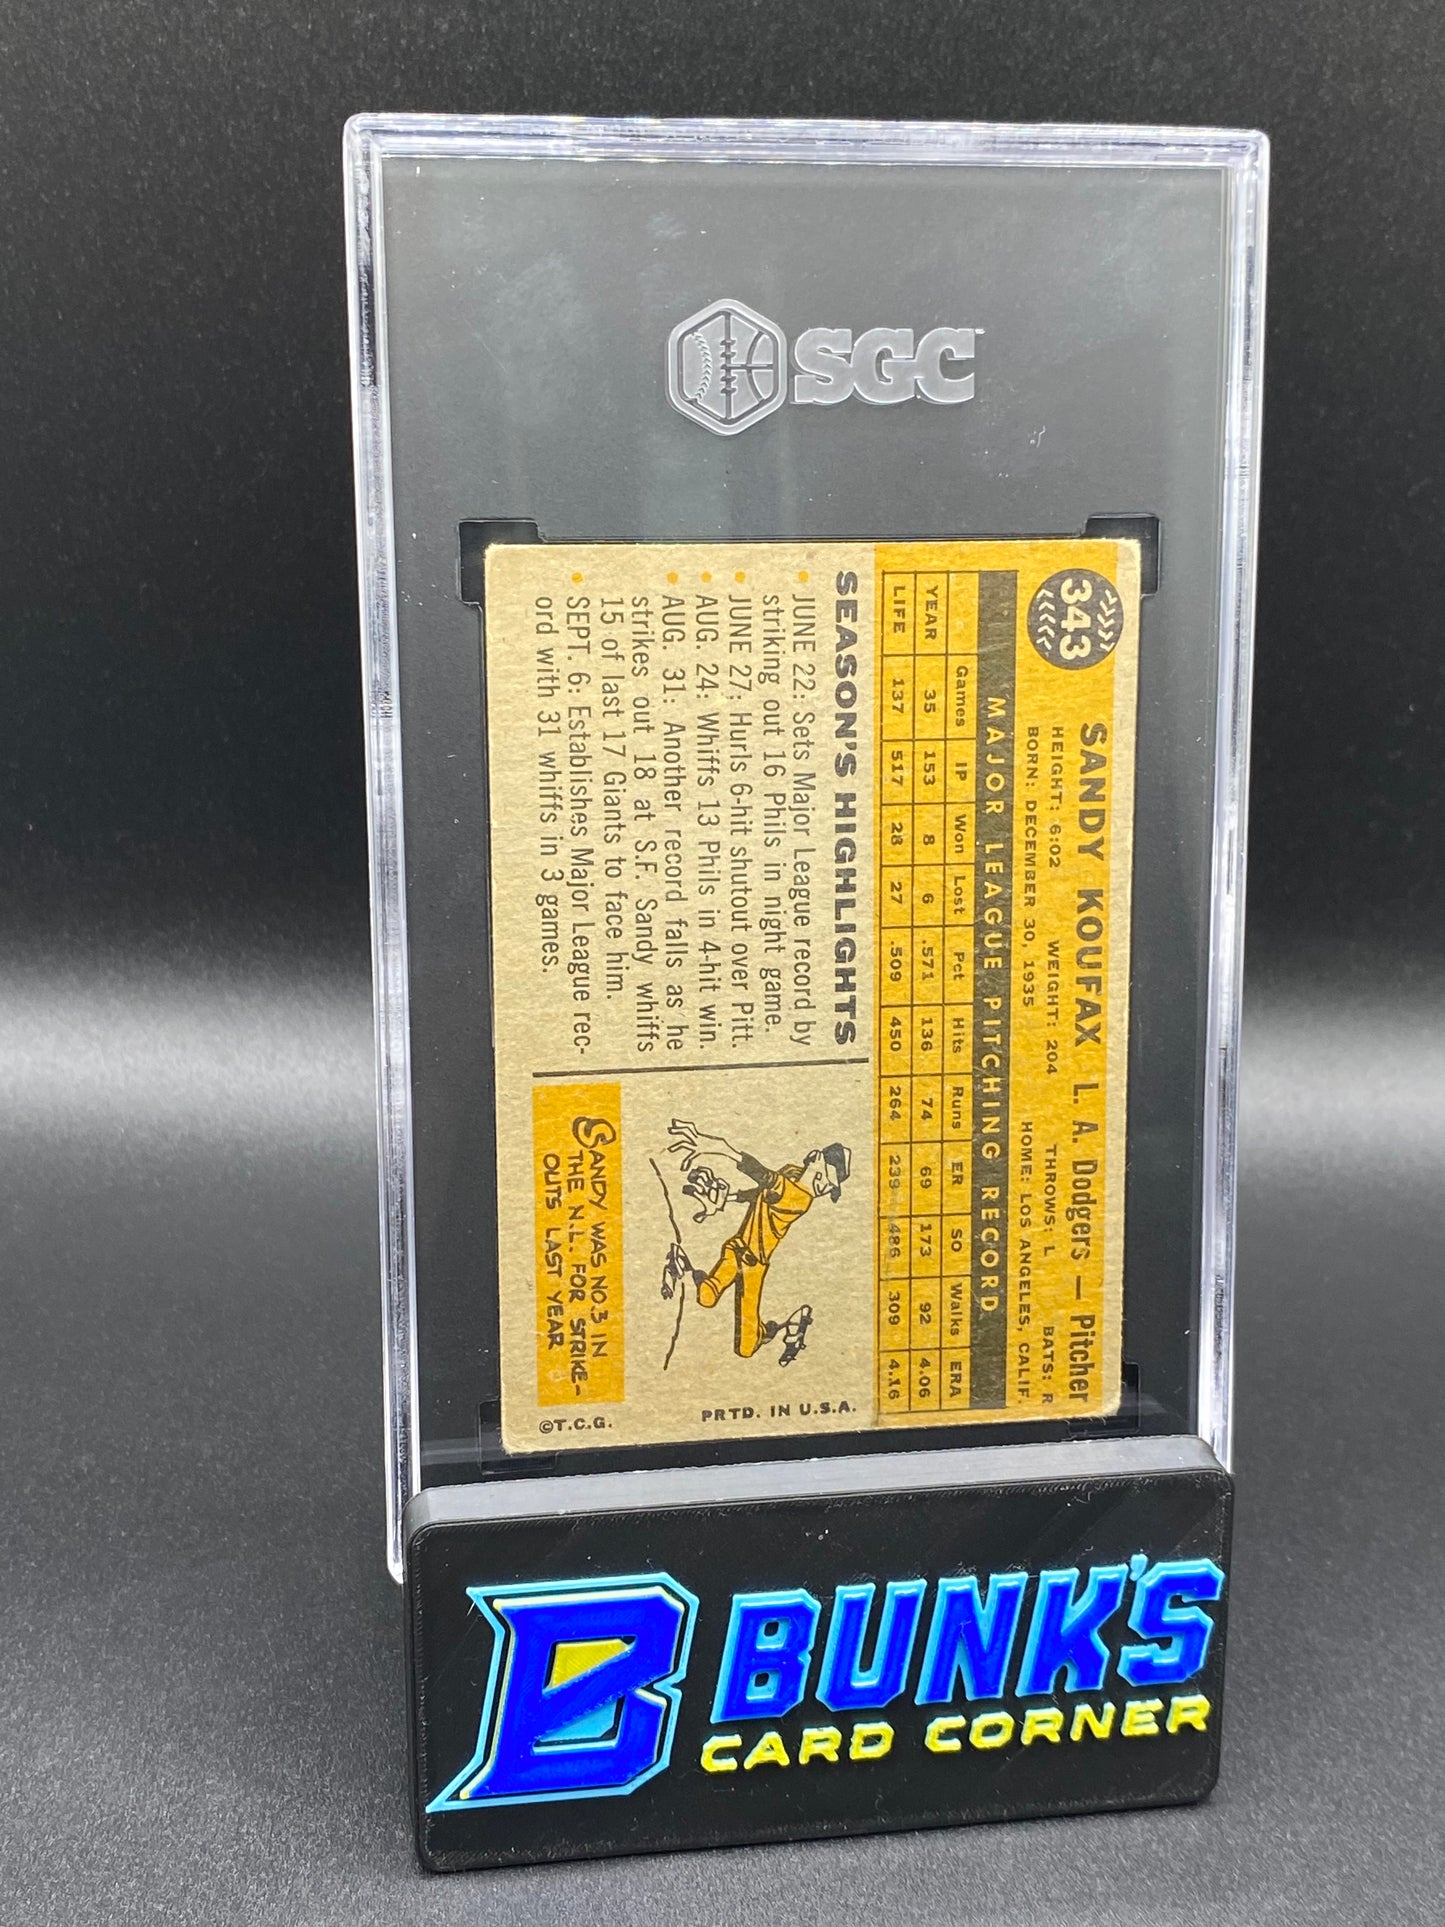 SGC
343
SANDY KOUFAX L. A. Dodgers — Pitcher
HEIGHT: 6:02 WEIGHT: 204 THROWS: L BATS: R
BORN: DECEMBER 30, 1935 HOME: LOS ANGELES, CALIF.
MAJOR LEAGUE PITCHING RECORD
Games IP Won Lost Pct Hits Runs ER SO Walks ERA
YEAR 35 153 8 6 .571 136 74 69 173 92 4.06
LIFE 137 517 28 27 .509 450 264 239 486 309 4.16
SEASON'S HIGHLIGHTS
• JUNE 22: Sets Major League record by
striking out 16 Phils in night game.
• JUNE 27: Hurls 6-hit shutout over Pitt.
• AUG. 24: Whiffs 13 Phils in 4-hit win.
• AUG. 31: Another record falls as he
strikes out 18 at S.F. Sandy whiffs
15 of last 17 Giants to face him.
• SEPT. 6: Establishes Major League rec-
ord with 31 whiffs in 3 games.
SANDY WAS NO.3 IN
THE N.L. FOR STRIKE-
OUTS LAST YEAR
©T.C.G. PRTD. IN U.S.A.
B BUNK'S
CARD CORNER